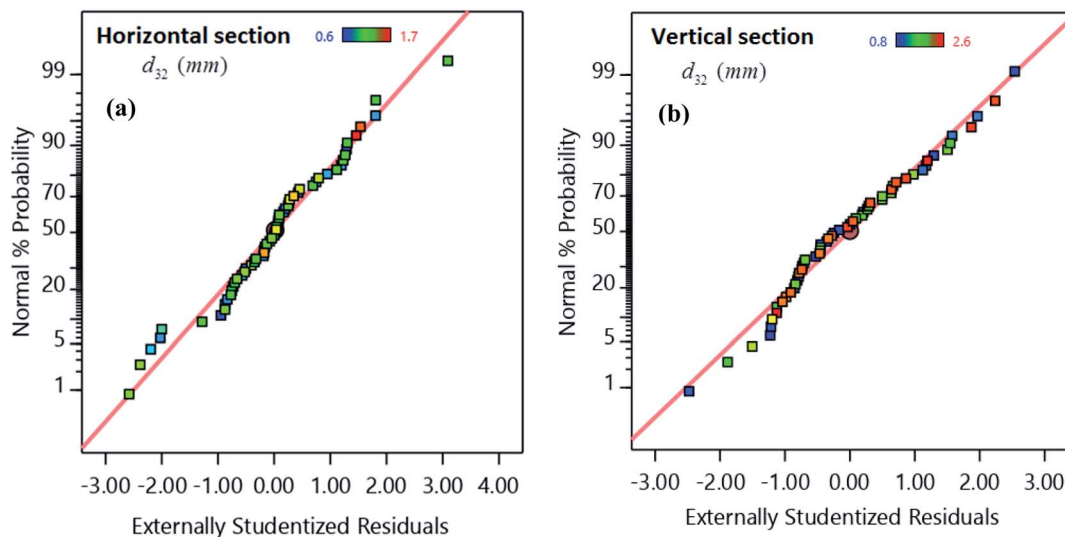 Horizontal section 0.6 1.7
d32 (mm)
(a)
Normal % Probability
99
90
70
50
20
5
1
-3.00 -2.00 -1.00 0.00 1.00 2.00 3.00 4.00
Externally Studentized Residuals
Vertical section 0.8 2.6
d32 (mm)
(b)
Normal % Probability
99
90
70
50
20
5
1
-3.00 -2.00 -1.00 0.00 1.00 2.00 3.00
Externally Studentized Residuals